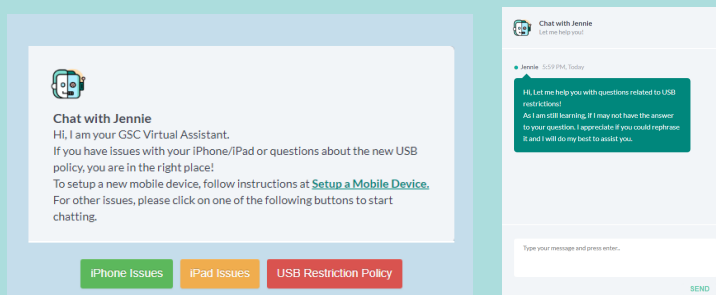 Chat with Jennie
Hi, I am your GSC Virtual Assistant.
If you have issues with your iPhone/iPad or questions about the new USB
policy, you are in the right place!
To setup a new mobile device, follow instructions at Setup a Mobile Device.
For other issues, please click on one of the following buttons to start
chatting.
iPhone Issues
iPad Issues
USB Restriction Policy
Chat with Jennie
Let me help you!
Jennie 5:59 PM, Today
Hi, Let me help you with questions related to USB
restrictions!
As I am still learning, if I may not have the answer
to your question, I appreciate if you could rephrase
it and I will do my best to assist you.
Type your message and press enter..
SEND